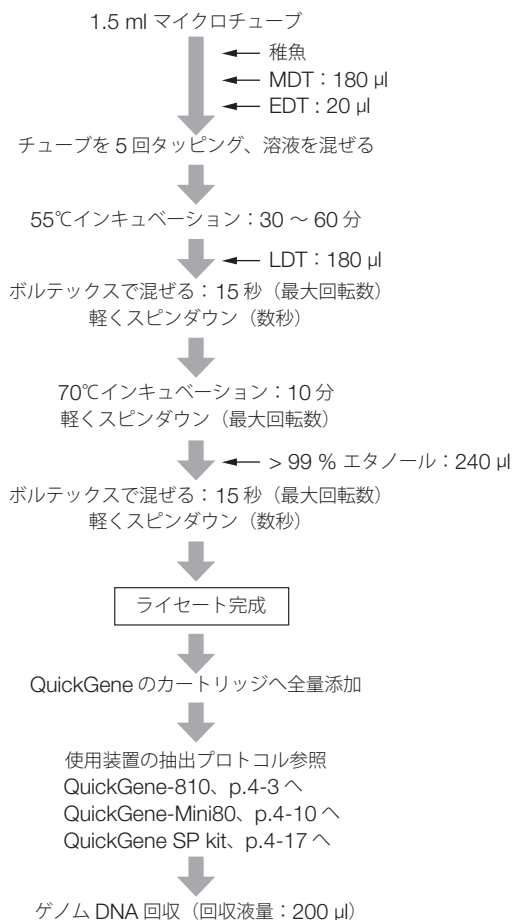 1.5 ml マイクロチューブ
稚魚
MDT：180 µl
EDT : 20 µl
チューブを 5 回タッピング、溶液を混ぜる
55℃インキュベーション：30 ～ 60 分
LDT：180 µl
ボルテックスで混ぜる：15 秒（最大回転数）
軽くスピンダウン（数秒）
70℃インキュベーション：10 分
軽くスピンダウン（最大回転数）
> 99 % エタノール：240 µl
ボルテックスで混ぜる：15 秒（最大回転数）
軽くスピンダウン（数秒）
ライセート完成
QuickGene のカートリッジへ全量添加
使用装置の抽出プロトコル参照
QuickGene-810、p.4-3 へ
QuickGene-Mini80、p.4-10 へ
QuickGene SP kit、p.4-17 へ
ゲノム DNA 回収（回収液量：200 µl）